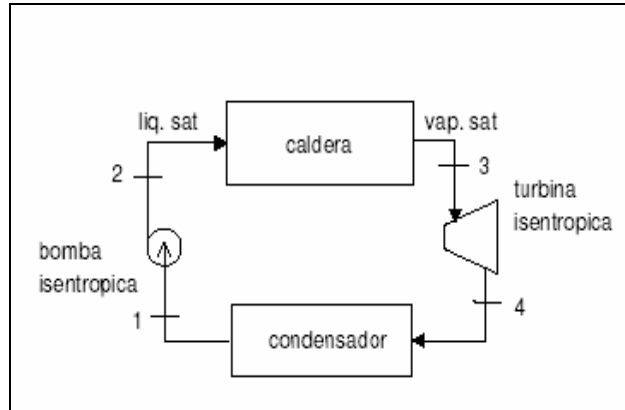 liq. sat
caldera
vap. sat
2
3
turbina
isentropica
bomba
isentropica
1
4
condensador